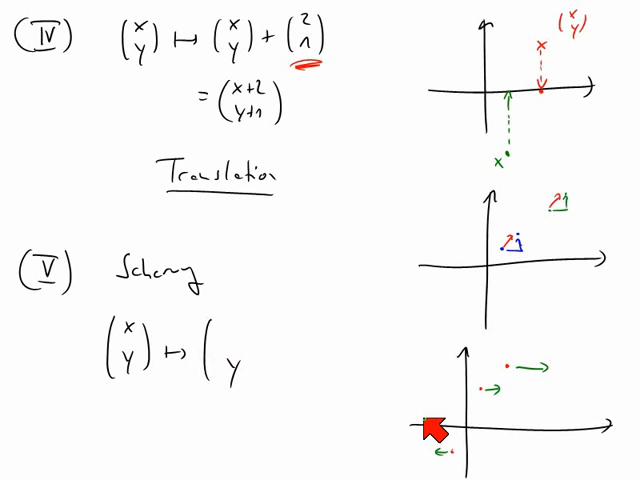 (IV) (x y) ↦ (x y) + (2 1)
= (x+2 y+1)
Translation
(V) Scherung
(x y) ↦ ( y
(x y)
x
x